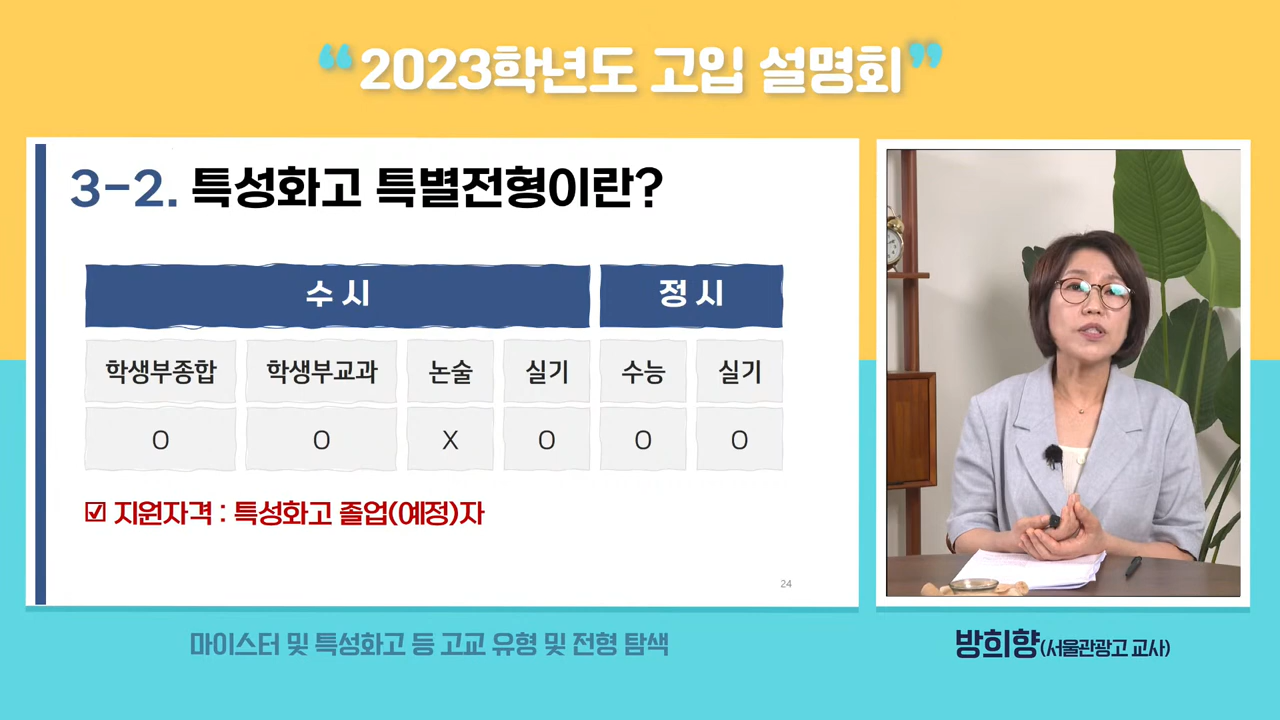 “2023학년도 고입 설명회”
3-2. 특성화고 특별전형이란?
수 시 정 시
학생부종합 학생부교과 논술 실기 수능 실기
O O X O O O
☑ 지원자격 : 특성화고 졸업(예정)자
24
마이스터 및 특성화고 등 고교 유형 및 전형 탐색
방희향(서울관광고 교사)